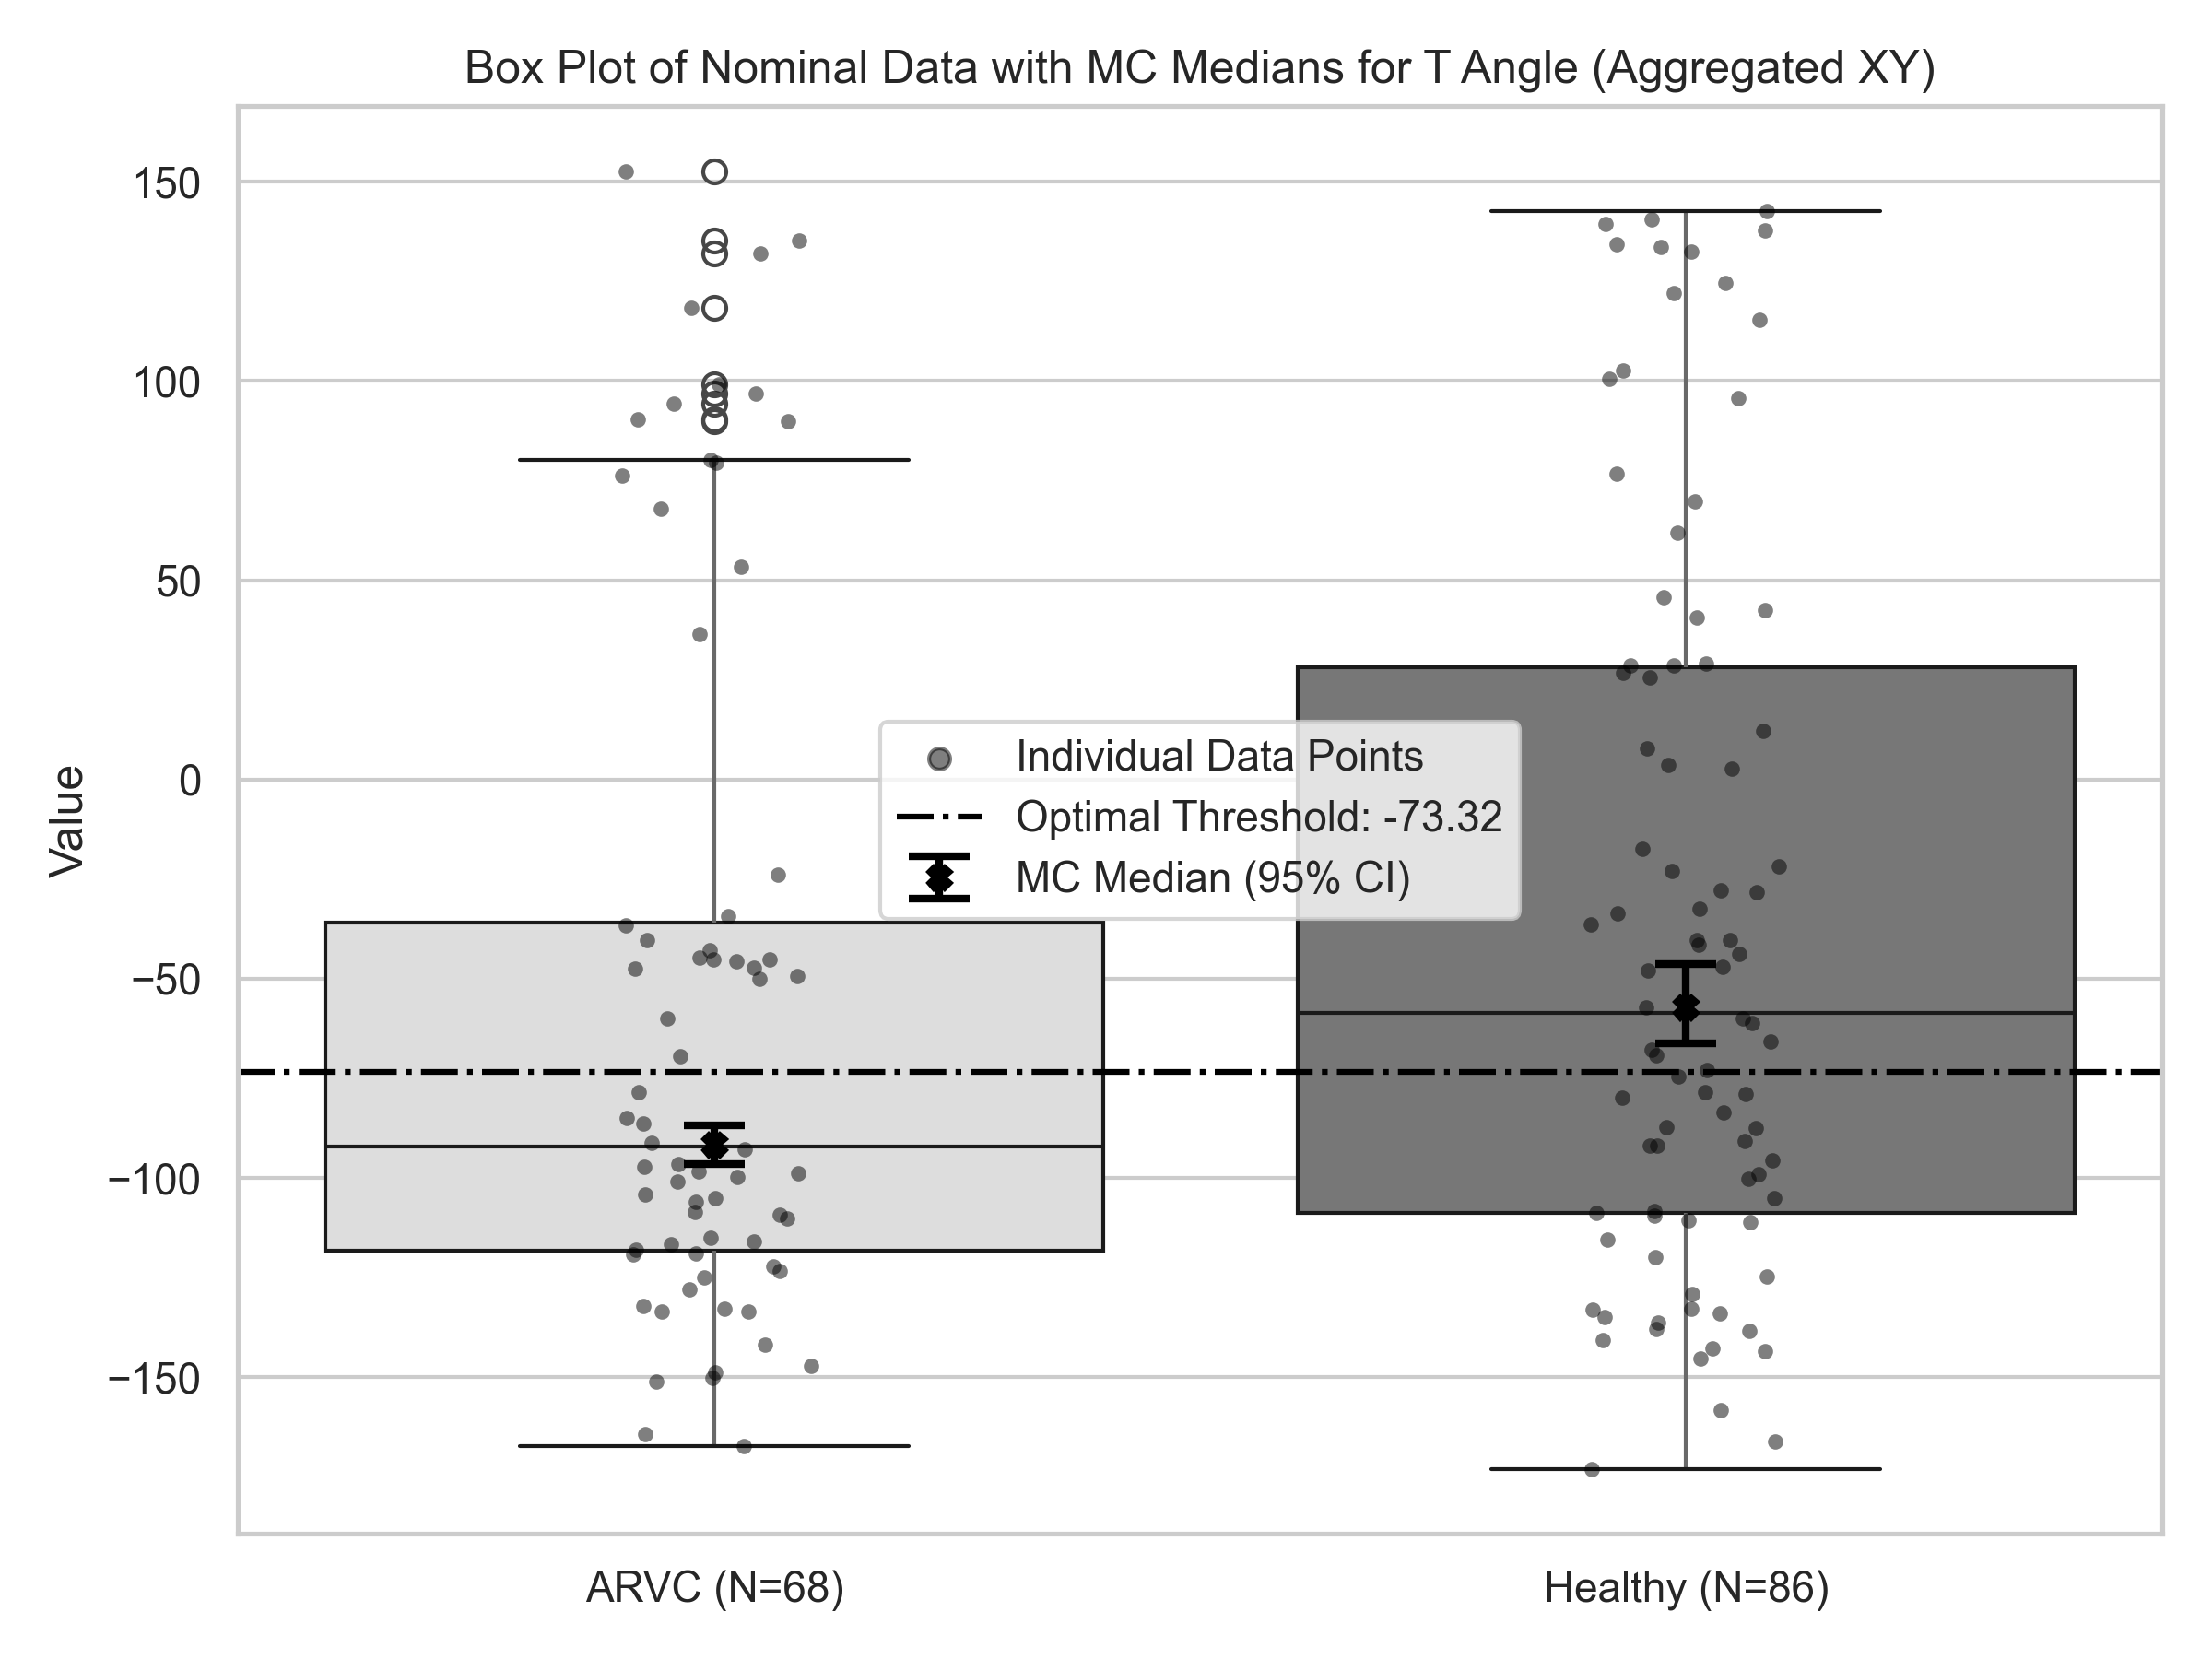 Box Plot of Nominal Data with MC Medians for T Angle (Aggregated XY)
150
100
50
0
−50
−100
−150
Value
Individual Data Points
Optimal Threshold: -73.32
MC Median (95% CI)
ARVC (N=68)
Healthy (N=86)